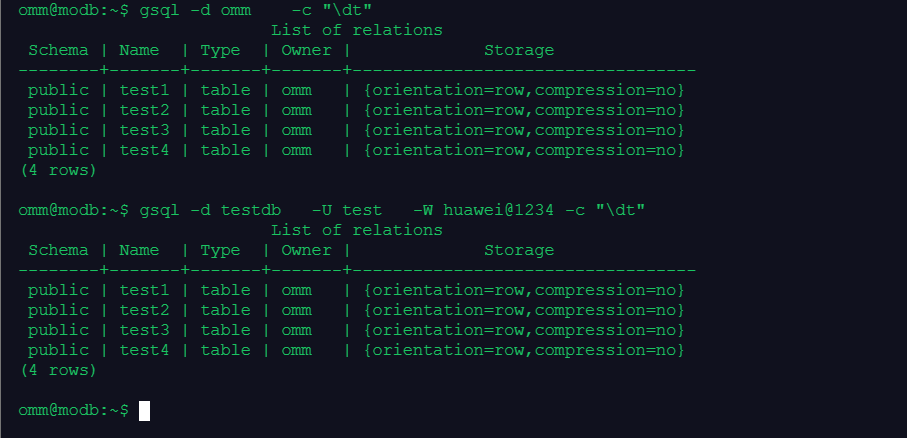 omm@modb:~$ gsql -d omm    -c "\dt"
                         List of relations
 Schema | Name  | Type  | Owner |             Storage
--------+-------+-------+-------+----------------------------------
 public | test1 | table | omm   | {orientation=row,compression=no}
 public | test2 | table | omm   | {orientation=row,compression=no}
 public | test3 | table | omm   | {orientation=row,compression=no}
 public | test4 | table | omm   | {orientation=row,compression=no}
(4 rows)
omm@modb:~$ gsql -d testdb   -U test   -W huawei@1234 -c "\dt"
                         List of relations
 Schema | Name  | Type  | Owner |             Storage
--------+-------+-------+-------+----------------------------------
 public | test1 | table | omm   | {orientation=row,compression=no}
 public | test2 | table | omm   | {orientation=row,compression=no}
 public | test3 | table | omm   | {orientation=row,compression=no}
 public | test4 | table | omm   | {orientation=row,compression=no}
(4 rows)
omm@modb:~$